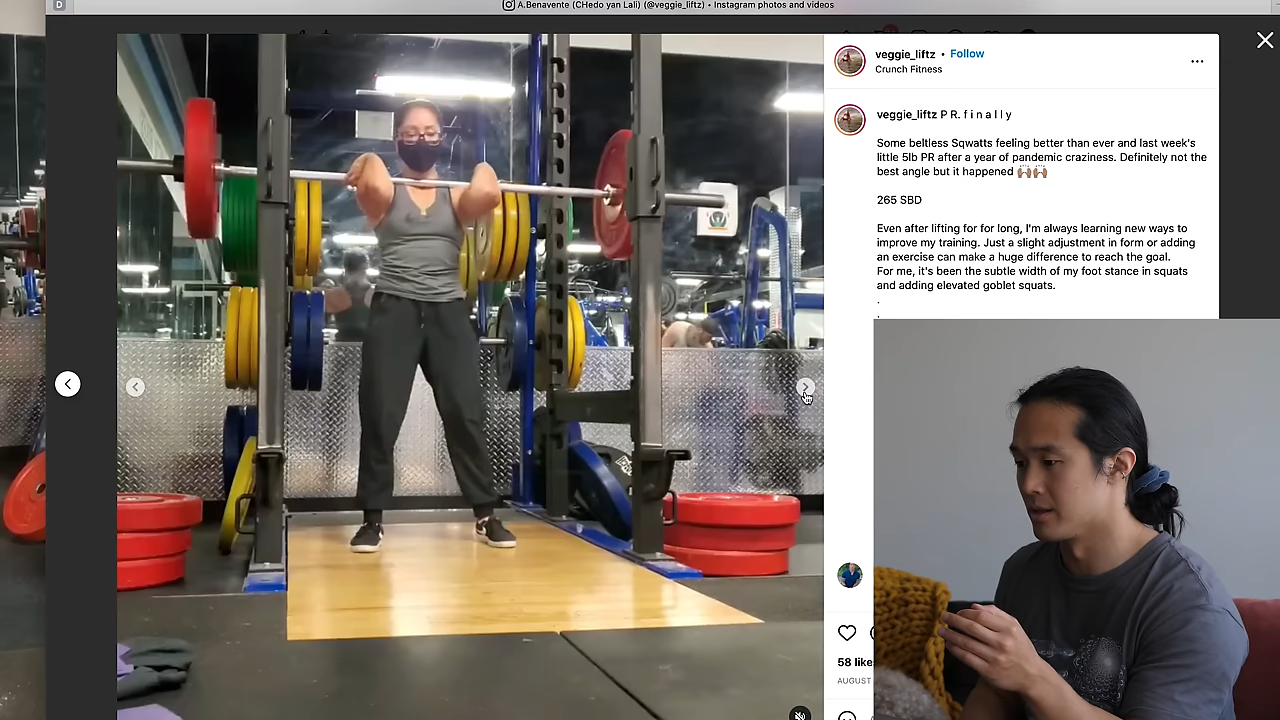 D
A.Benavente (CHedo yan Lali) (@veggie_liftz) • Instagram photos and videos
veggie_liftz • Follow
Crunch Fitness
veggie_liftz P R. f i n a l l y
Some beltless Sqwatts feeling better than ever and last week's
little 5lb PR after a year of pandemic craziness. Definitely not the
best angle but it happened 🙌🏽🙌🏽
265 SBD
Even after lifting for for long, I'm always learning new ways to
improve my training. Just a slight adjustment in form or adding
an exercise can make a huge difference to reach the goal.
For me, it's been the subtle width of my foot stance in squats
and adding elevated goblet squats.
.
.
58 like
AUGUST